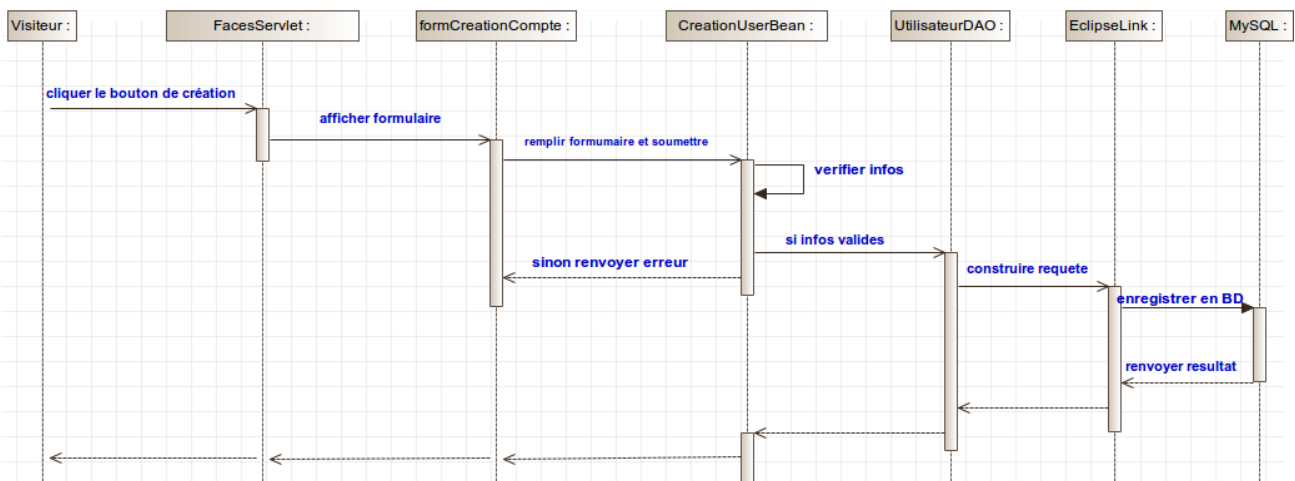 Visiteur :
FacesServlet :
formCreationCompte :
CreationUserBean :
UtilisateurDAO :
EclipseLink :
MySQL :
cliquer le bouton de création
afficher formulaire
remplir formumaire et soumettre
verifier infos
si infos valides
sinon renvoyer erreur
construire requete
enregistrer en BD
renvoyer resultat